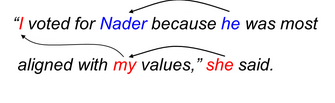 “I voted for Nader because he was most
aligned with my values,” she said.